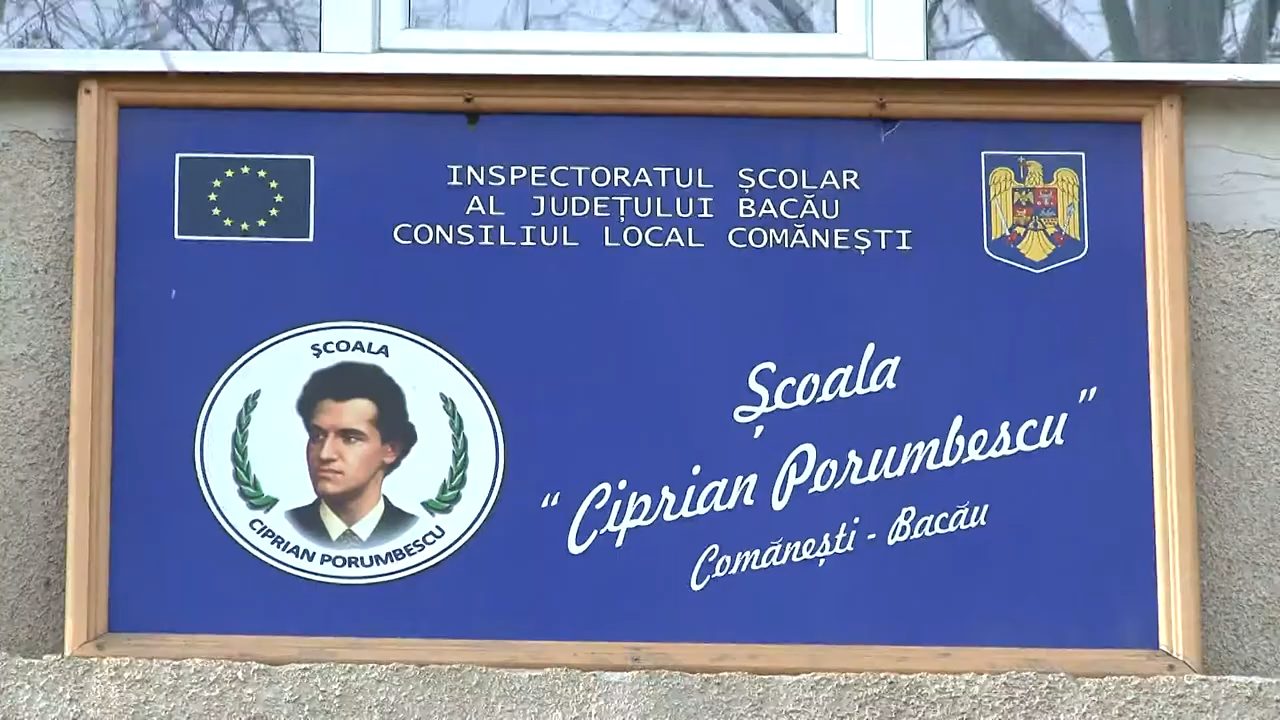 INSPECTORATUL ȘCOLAR
AL JUDEȚULUI BACĂU
CONSILIUL LOCAL COMĂNEȘTI
ȘCOALA
CIPRIAN PORUMBESCU
Școala
“Ciprian Porumbescu”
Comănești - Bacău